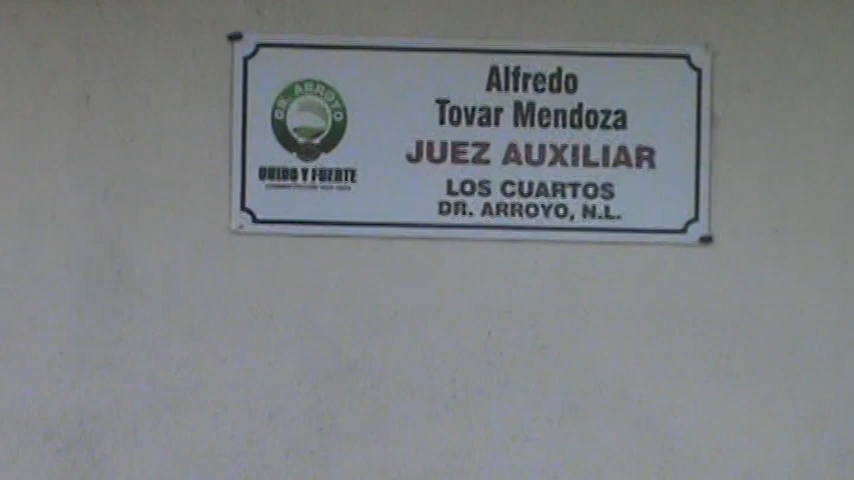 DR. ARROYO
UNIDO Y FUERTE
Alfredo
Tovar Mendoza
JUEZ AUXILIAR
LOS CUARTOS
DR. ARROYO, N.L.